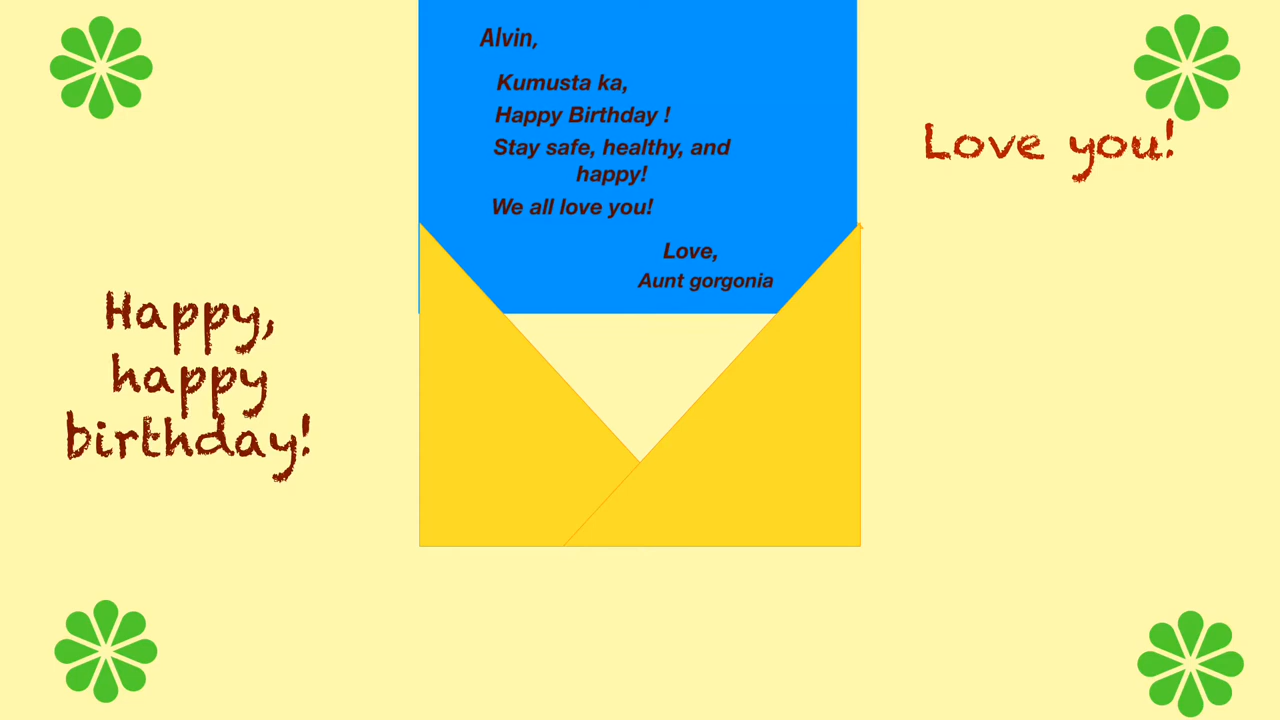 Alvin,
Kumusta ka,
Happy Birthday !
Stay safe, healthy, and
happy!
We all love you!
Love,
Aunt gorgonia
Love you!
Happy,
happy
birthday!